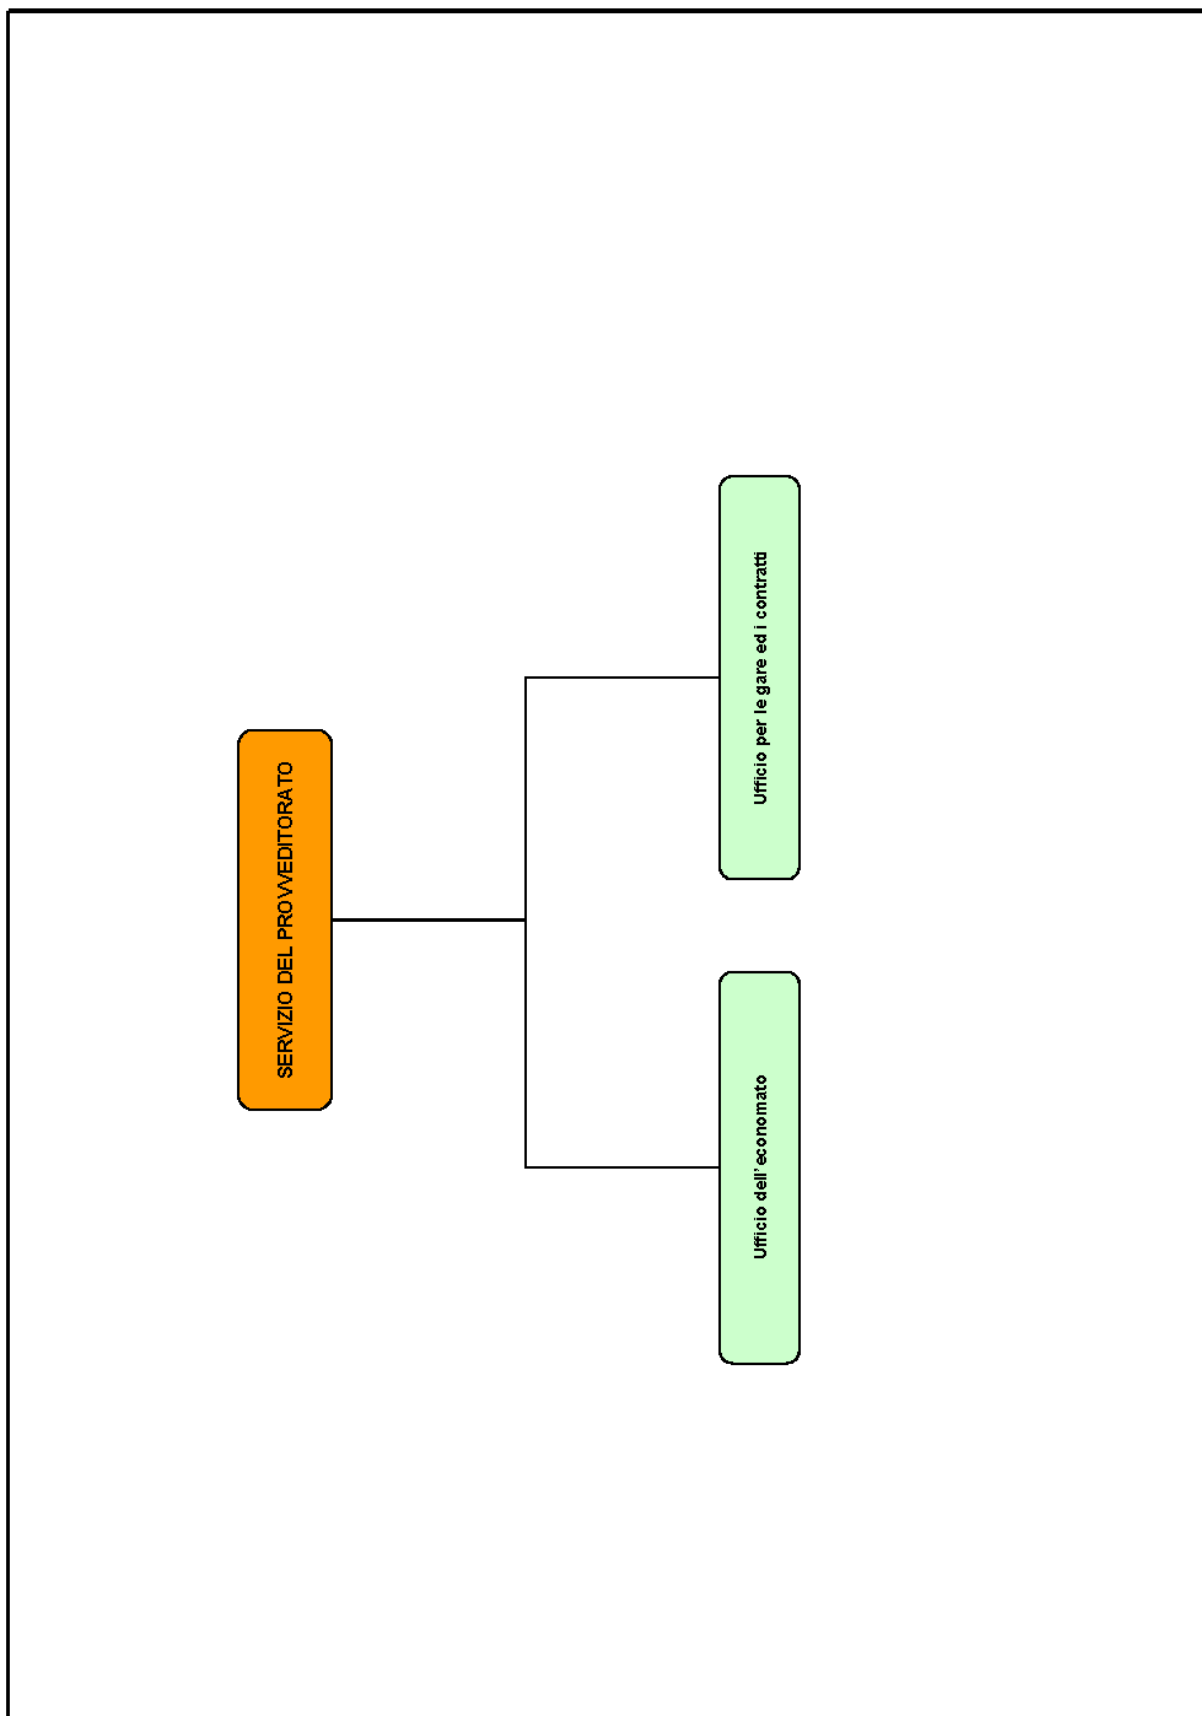 SERVIZIO DEL PROVVEDITORATO
Ufficio dell'economato
Ufficio per le gare ed i contratti